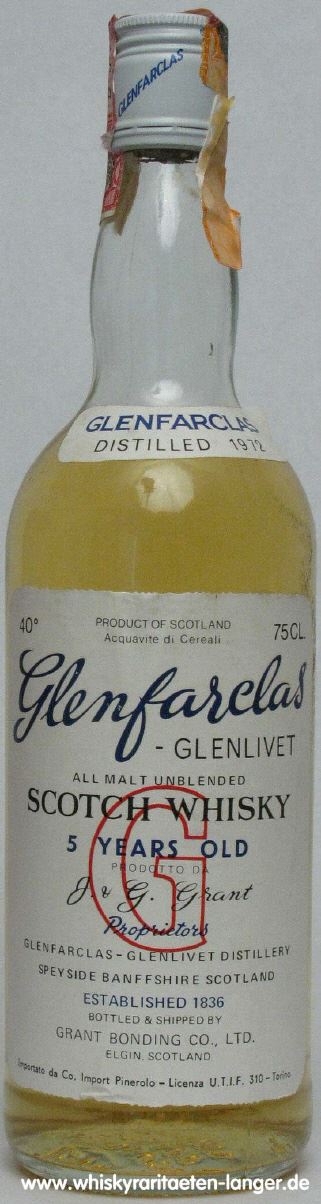 GLENFARCLAS
GLENFARCLAS
DISTILLED 1972
40°
PRODUCT OF SCOTLAND
75CL.
Acquavite di Cereali
Glenfarclas
- GLENLIVET
ALL MALT UNBLENDED
SCOTCH WHISKY
5 YEARS OLD
G
PRODOTTO DA
J. & G. Grant
Proprietors
GLENFARCLAS - GLENLIVET DISTILLERY
SPEYSIDE BANFFSHIRE SCOTLAND
ESTABLISHED 1836
BOTTLED & SHIPPED BY
GRANT BONDING CO., LTD.
ELGIN, SCOTLAND
Importato da Co. Import Pinerolo - Licenza U.T.I.F. 310 - Torino
www.whiskyraritaeten-langer.de